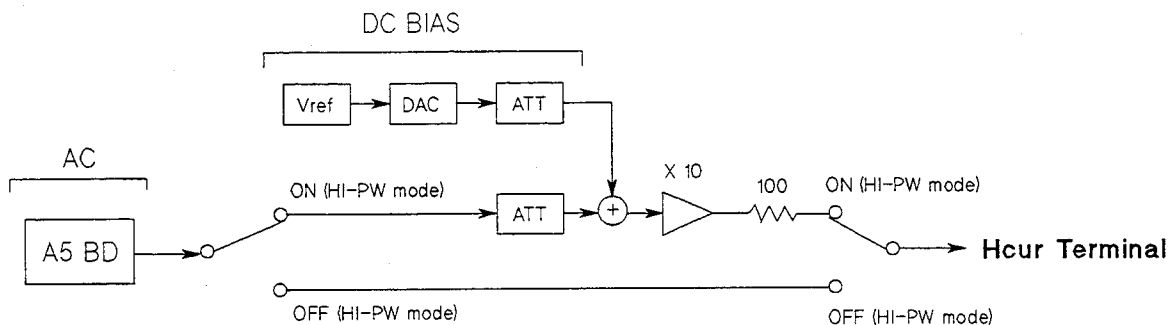 DC BIAS
Vref
DAC
ATT
AC
A5 BD
ON (HI-PW mode)
ATT
+
X 10
100
ON (HI-PW mode)
Hcur Terminal
OFF (HI-PW mode)
OFF (HI-PW mode)